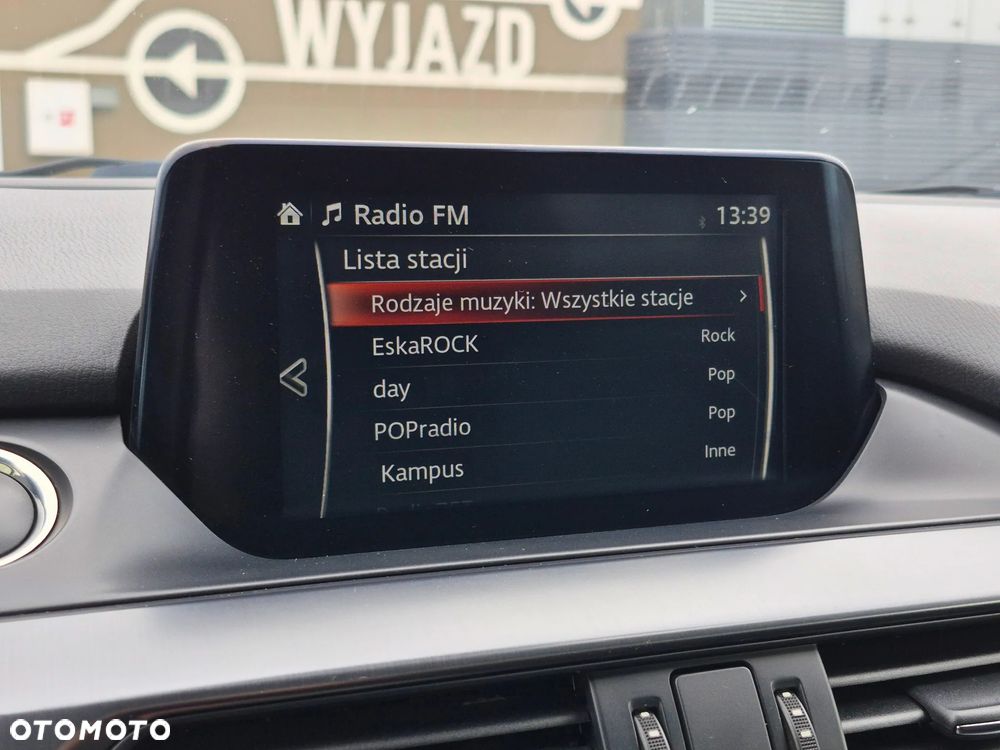 WYJAZD
Radio FM
13:39
Lista stacji
Rodzaje muzyki: Wszystkie stacje
EskaROCK Rock
day Pop
POPradio Pop
Kampus Inne
OTOMOTO